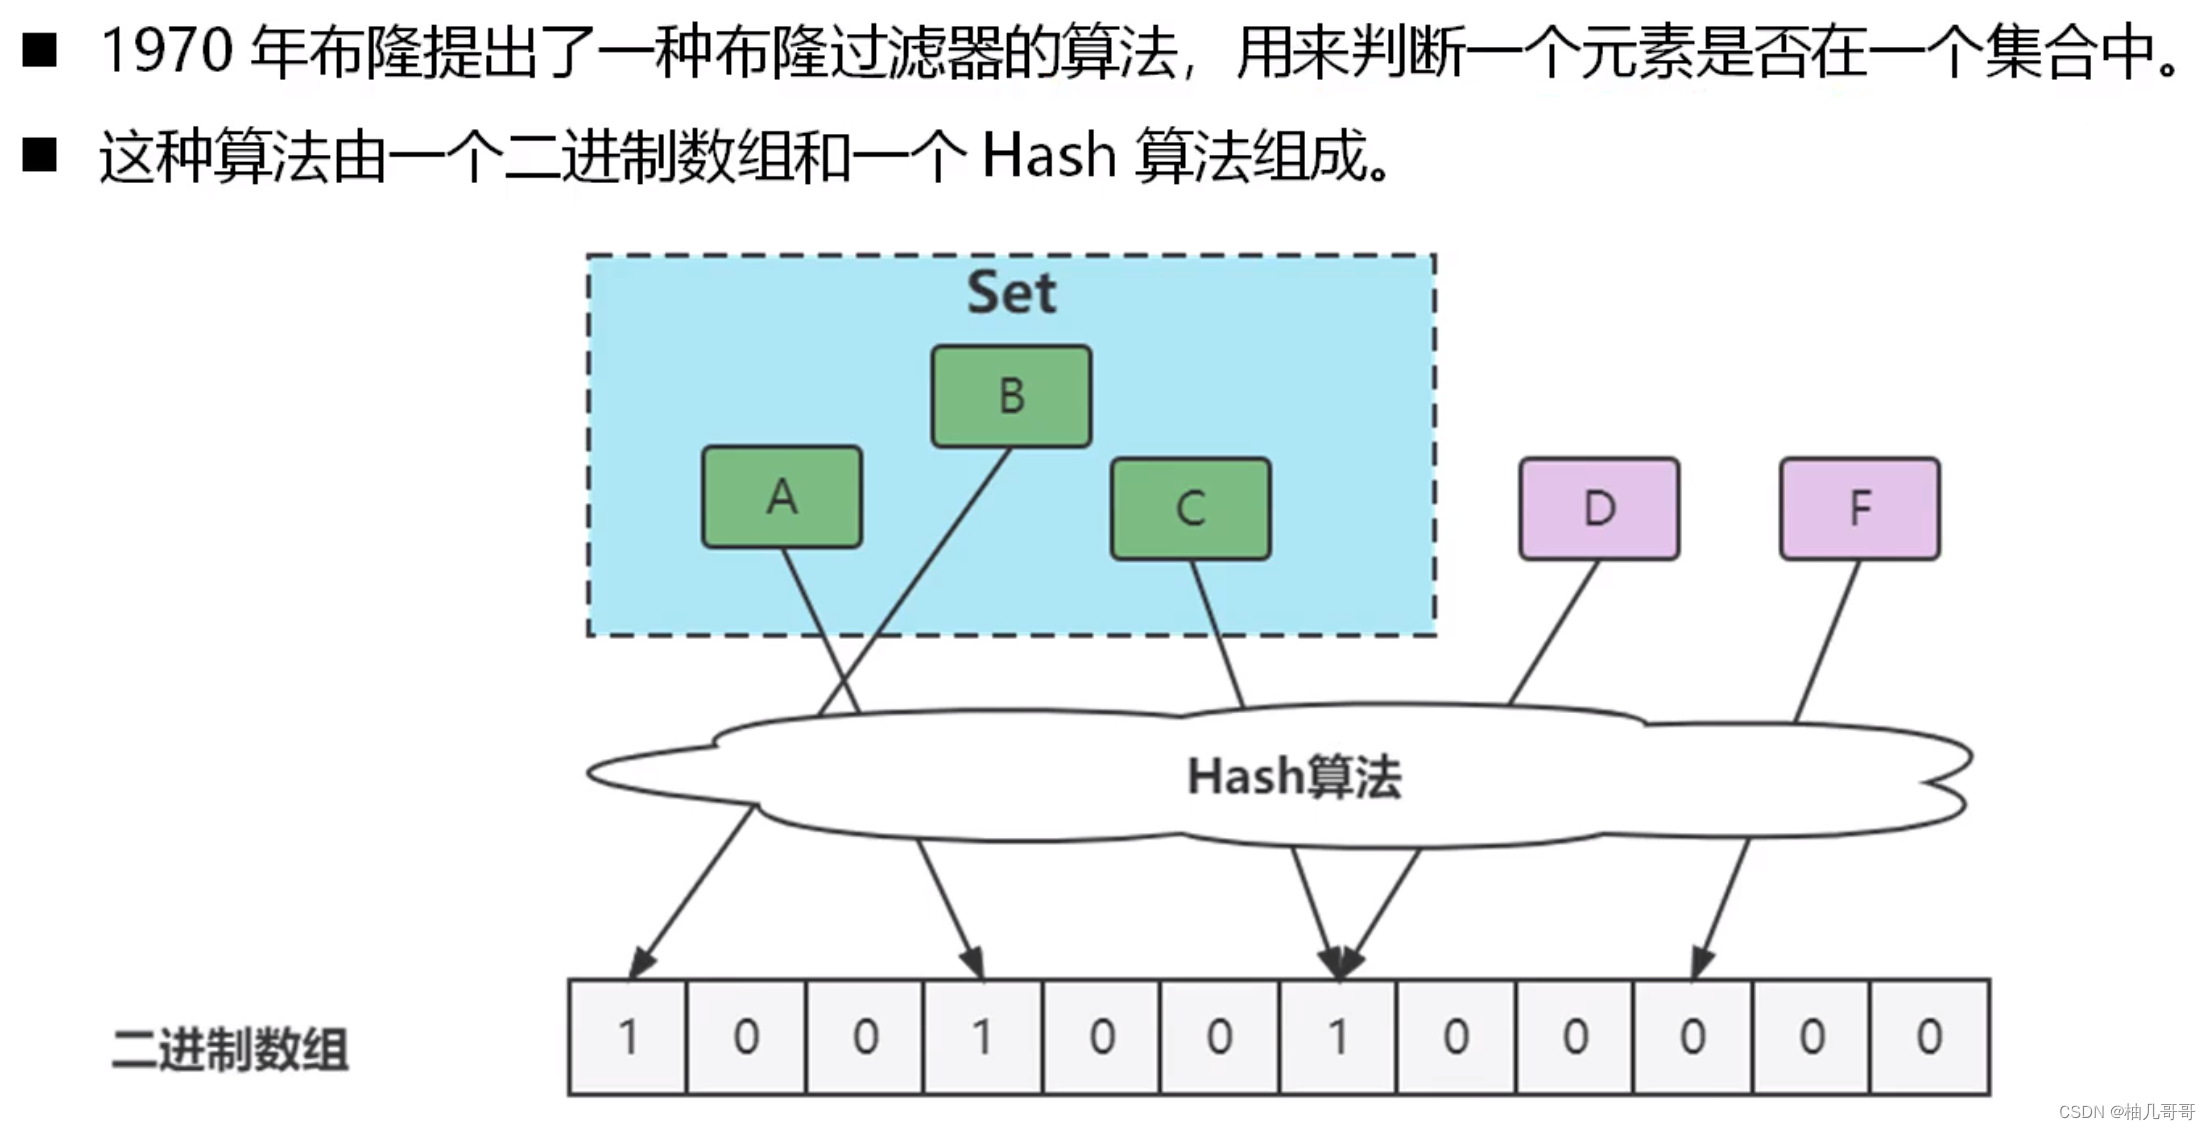 ■ 1970 年布隆提出了一种布隆过滤器的算法，用来判断一个元素是否在一个集合中。
■ 这种算法由一个二进制数组和一个 Hash 算法组成。
Set
B
A
C
D
F
Hash算法
二进制数组
1 0 0 1 0 0 1 0 0 0 0 0
CSDN @柚几哥哥